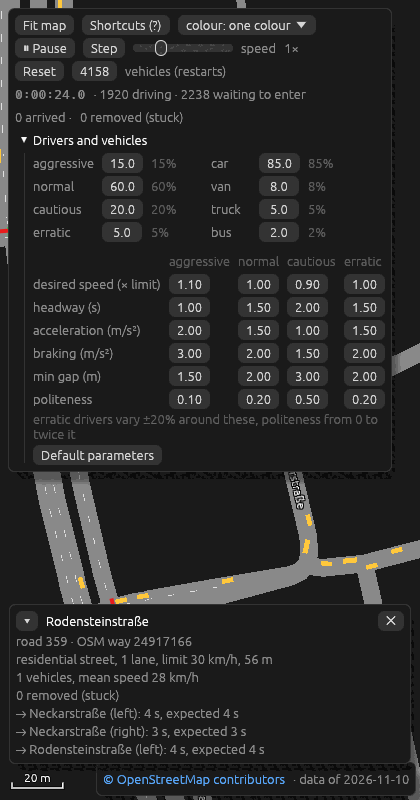 Fit map Shortcuts (?) colour: one colour
Pause Step speed 1×
Reset 4158 vehicles (restarts)
0:00:24.0 · 1920 driving · 2238 waiting to enter
0 arrived · 0 removed (stuck)
Drivers and vehicles
aggressive 15.0 15% car 85.0 85%
normal 60.0 60% van 8.0 8%
cautious 20.0 20% truck 5.0 5%
erratic 5.0 5% bus 2.0 2%
aggressive normal cautious erratic
desired speed (× limit) 1.10 1.00 0.90 1.00
headway (s) 1.00 1.50 2.00 1.50
acceleration (m/s²) 2.00 1.50 1.00 1.50
braking (m/s²) 3.00 2.00 1.50 2.00
min gap (m) 1.50 2.00 3.00 2.00
politeness 0.10 0.20 0.50 0.20
erratic drivers vary ±20% around these, politeness from 0 to
twice it
Default parameters
Rodensteinstraße
road 359 · OSM way 24917166
residential street, 1 lane, limit 30 km/h, 56 m
1 vehicles, mean speed 28 km/h
0 removed (stuck)
→ Neckarstraße (left): 4 s, expected 4 s
→ Neckarstraße (right): 3 s, expected 3 s
→ Rodensteinstraße (left): 4 s, expected 4 s
20 m
© OpenStreetMap contributors · data of 2026-11-10